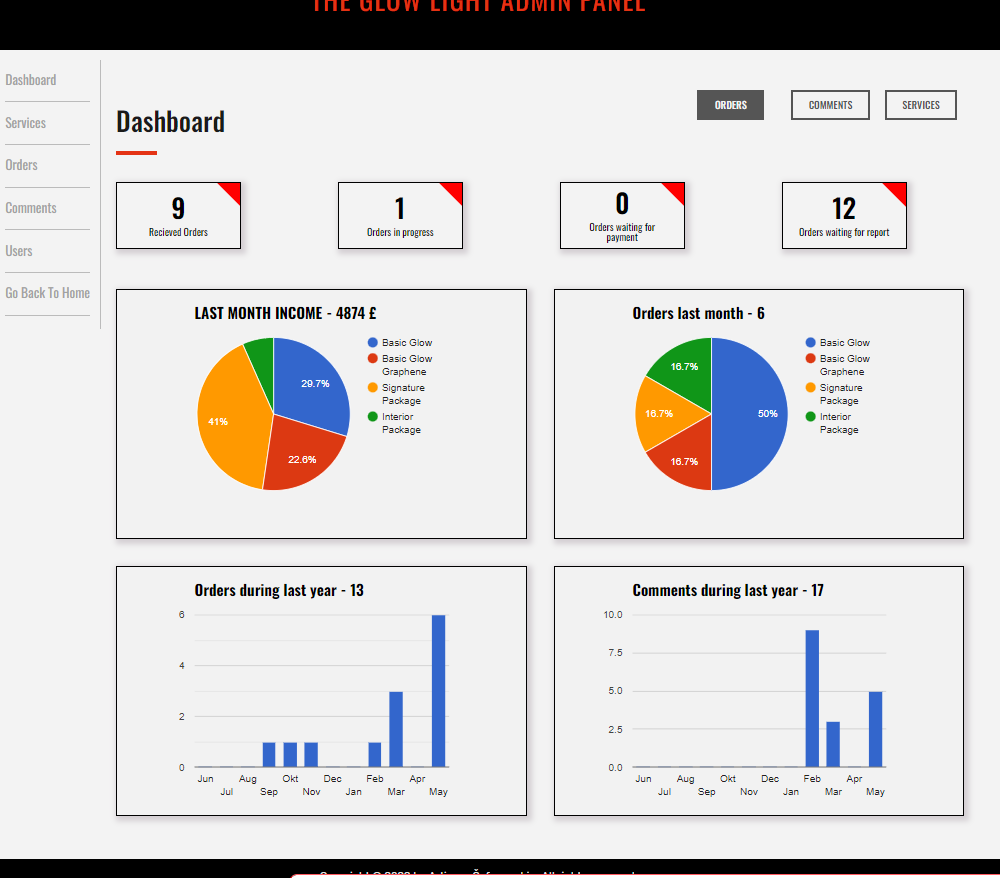 THE GLOW LIGHT ADMIN PANEL
Dashboard
Services
Orders
Comments
Users
Go Back To Home
Dashboard
ORDERS
COMMENTS
SERVICES
9
Recieved Orders
1
Orders in progress
0
Orders waiting for
payment
12
Orders waiting for report
LAST MONTH INCOME - 4874 £
29.7%
22.6%
41%
Basic Glow
Basic Glow
Graphene
Signature
Package
Interior
Package
Orders last month - 6
50%
16.7%
16.7%
16.7%
Basic Glow
Basic Glow
Graphene
Signature
Package
Interior
Package
Orders during last year - 13
6
4
2
0
Jun Aug Okt Dec Feb Apr
Jul Sep Nov Jan Mar May
Comments during last year - 17
10.0
7.5
5.0
2.5
0.0
Jun Aug Okt Dec Feb Apr
Jul Sep Nov Jan Mar May